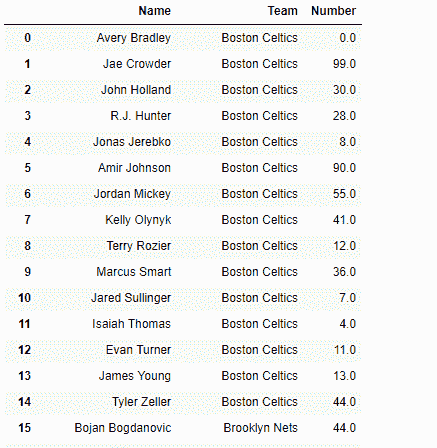 Name Team Number
0 Avery Bradley Boston Celtics 0.0
1 Jae Crowder Boston Celtics 99.0
2 John Holland Boston Celtics 30.0
3 R.J. Hunter Boston Celtics 28.0
4 Jonas Jerebko Boston Celtics 8.0
5 Amir Johnson Boston Celtics 90.0
6 Jordan Mickey Boston Celtics 55.0
7 Kelly Olynyk Boston Celtics 41.0
8 Terry Rozier Boston Celtics 12.0
9 Marcus Smart Boston Celtics 36.0
10 Jared Sullinger Boston Celtics 7.0
11 Isaiah Thomas Boston Celtics 4.0
12 Evan Turner Boston Celtics 11.0
13 James Young Boston Celtics 13.0
14 Tyler Zeller Boston Celtics 44.0
15 Bojan Bogdanovic Brooklyn Nets 44.0